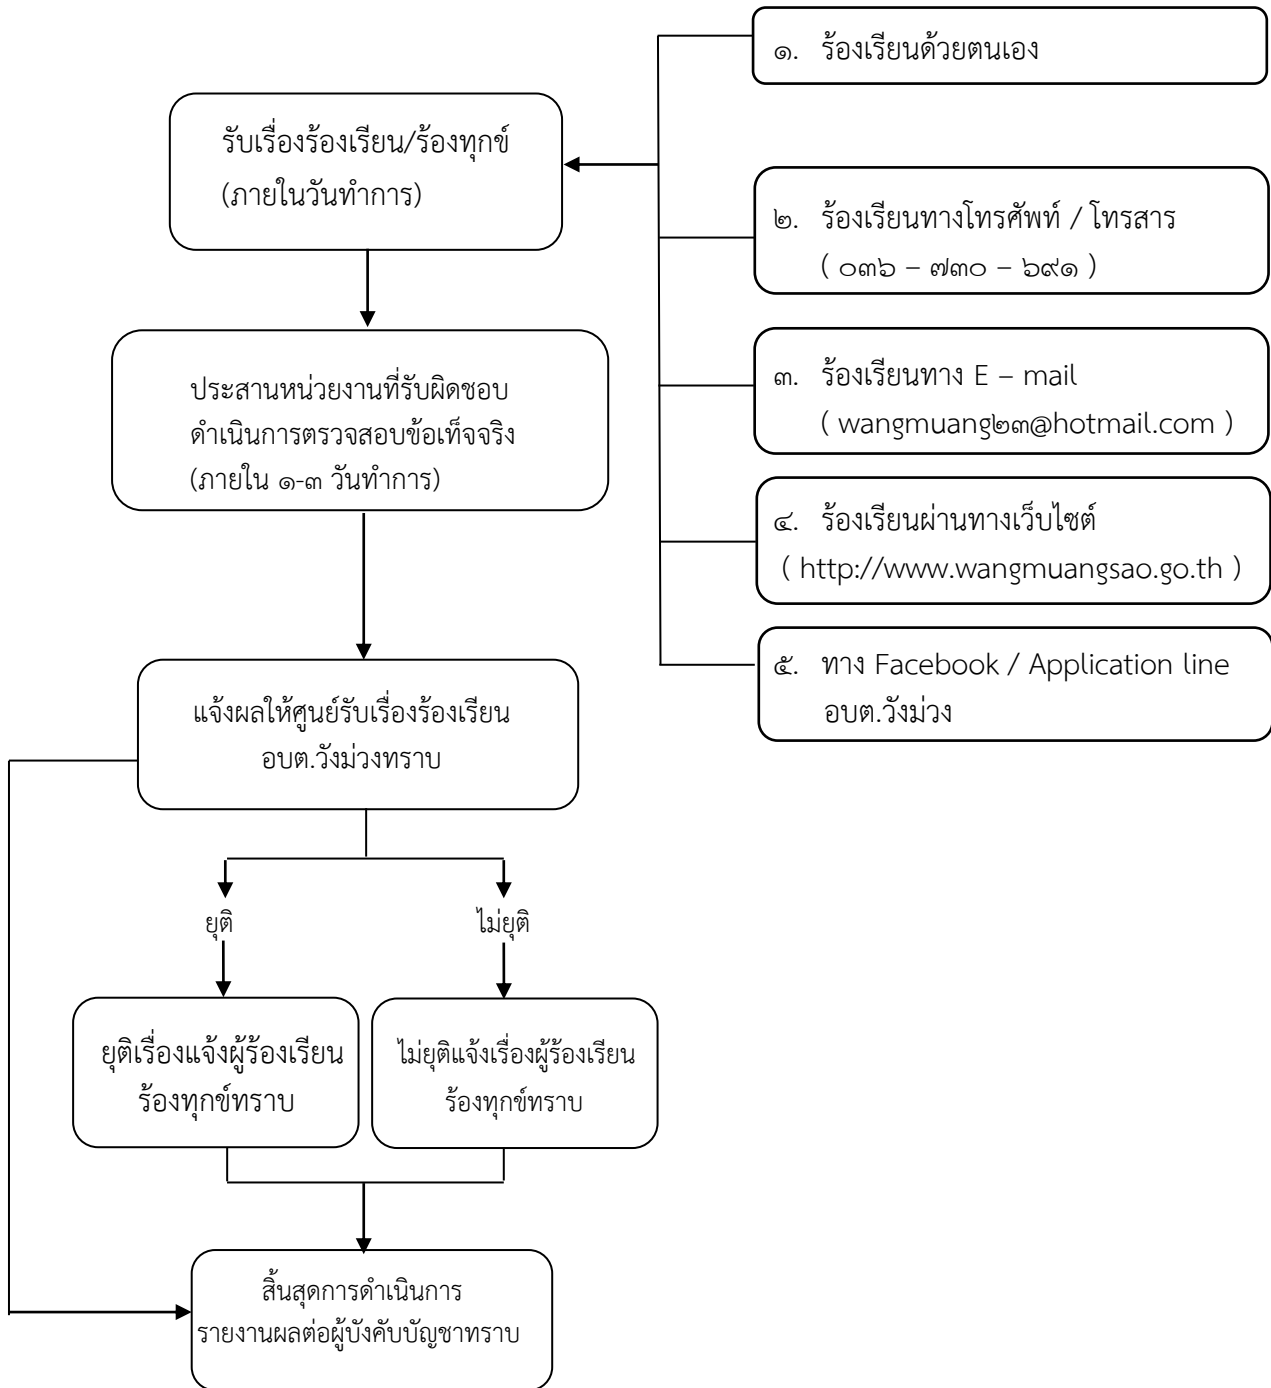 ๑. ร้องเรียนด้วยตนเอง
รับเรื่องร้องเรียน/ร้องทุกข์
(ภายในวันทำการ)
๒. ร้องเรียนทางโทรศัพท์ / โทรสาร
( ๐๓๖ – ๗๓๐ – ๖๙๑ )
๓. ร้องเรียนทาง E – mail
( wangmuang๒๓@hotmail.com )
๔. ร้องเรียนผ่านทางเว็บไซต์
( http://www.wangmuangsao.go.th )
๕. ทาง Facebook / Application line
อบต.วังม่วง
ประสานหน่วยงานที่รับผิดชอบ
ดำเนินการตรวจสอบข้อเท็จจริง
(ภายใน ๑-๓ วันทำการ)
แจ้งผลให้ศูนย์รับเรื่องร้องเรียน
อบต.วังม่วงทราบ
ยุติ
ไม่ยุติ
ยุติเรื่องแจ้งผู้ร้องเรียน
ร้องทุกข์ทราบ
ไม่ยุติแจ้งเรื่องผู้ร้องเรียน
ร้องทุกข์ทราบ
สิ้นสุดการดำเนินการ
รายงานผลต่อผู้บังคับบัญชาทราบ